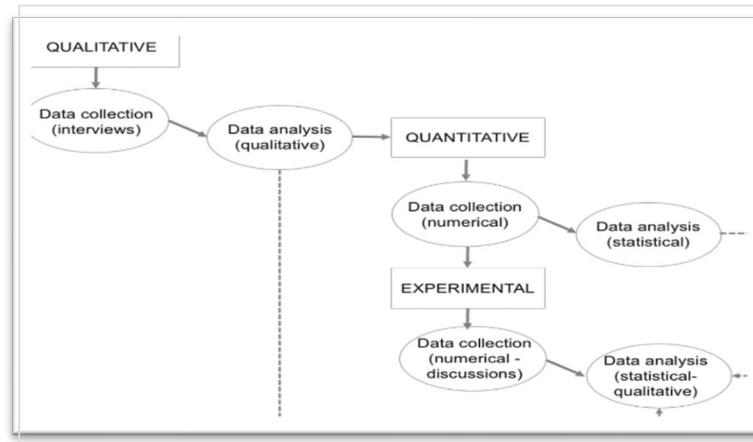 QUALITATIVE
Data collection
(interviews)
Data analysis
(qualitative)
QUANTITATIVE
Data collection
(numerical)
Data analysis
(statistical)
EXPERIMENTAL
Data collection
(numerical -
discussions)
Data analysis
(statistical-
qualitative)